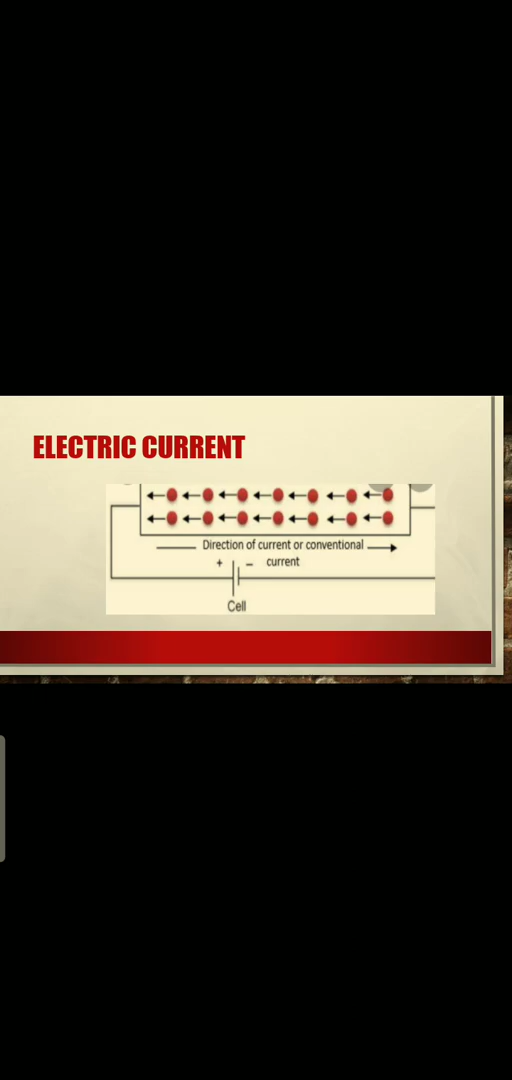 ELECTRIC CURRENT
Direction of current or conventional
+ – current
Cell